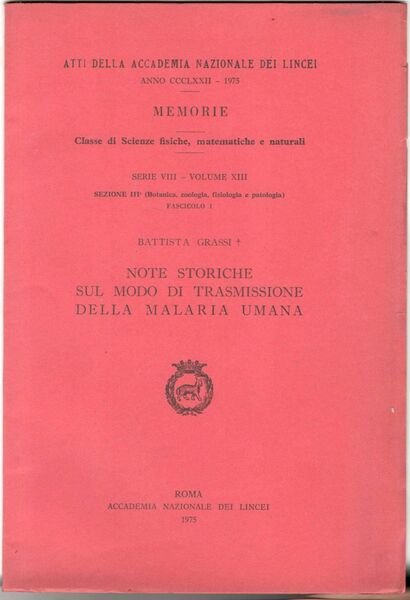 ATTI DELLA ACCADEMIA NAZIONALE DEI LINCEI
ANNO CCCLXXII – 1975
MEMORIE
Classe di Scienze fisiche, matematiche e naturali
SERIE VIII – VOLUME XIII
SEZIONE IIIª (Botanica, zoologia, fisiologia e patologia)
FASCICOLO 1
BATTISTA GRASSI †
NOTE STORICHE
SUL MODO DI TRASMISSIONE
DELLA MALARIA UMANA
ROMA
ACCADEMIA NAZIONALE DEI LINCEI
1975